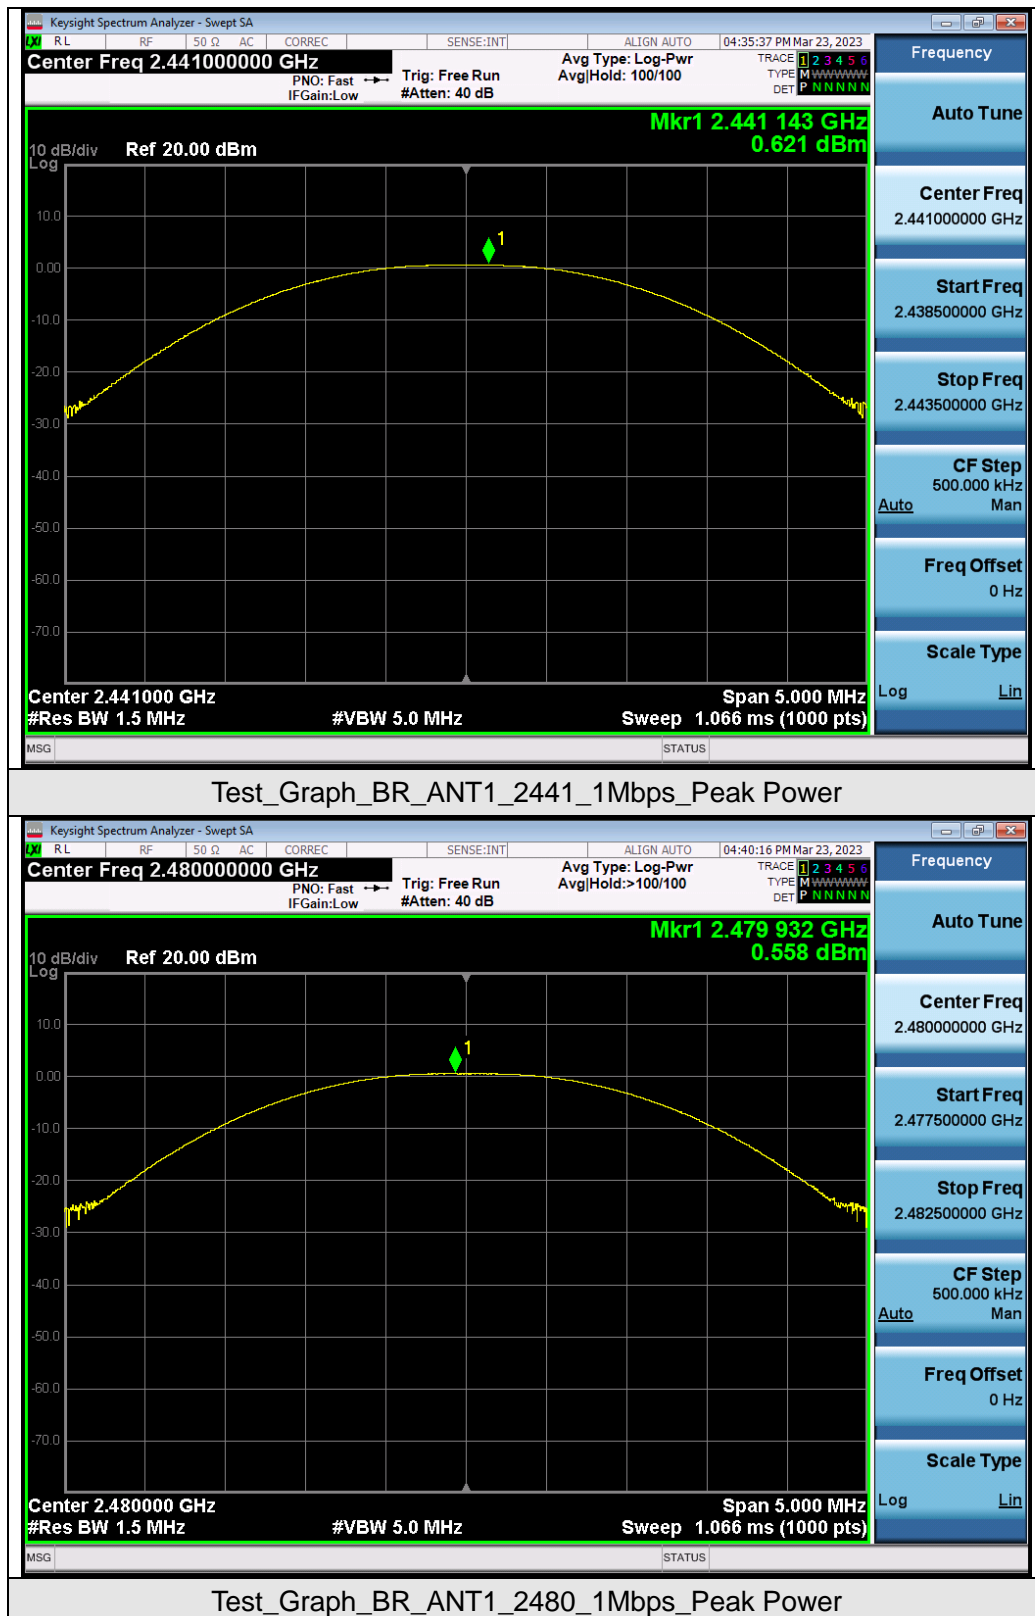 Keysight Spectrum Analyzer - Swept SA
LXI RL RF 50 Ω AC CORREC SENSE:INT ALIGN AUTO 04:35:37 PM Mar 23, 2023
Center Freq 2.441000000 GHz
PNO: Fast
IFGain:Low
Trig: Free Run
#Atten: 40 dB
Avg Type: Log-Pwr
Avg|Hold: 100/100
TRACE 1 2 3 4 5 6
TYPE M WWWWW
DET P N N N N N
Mkr1 2.441 143 GHz
0.621 dBm
10 dB/div Ref 20.00 dBm
Log
10.0
1
0.00
-10.0
-20.0
-30.0
-40.0
-50.0
-60.0
-70.0
Center 2.441000 GHz Span 5.000 MHz
#Res BW 1.5 MHz #VBW 5.0 MHz Sweep 1.066 ms (1000 pts)
MSG STATUS
Frequency
Auto Tune
Center Freq
2.441000000 GHz
Start Freq
2.438500000 GHz
Stop Freq
2.443500000 GHz
CF Step
500.000 kHz
Auto Man
Freq Offset
0 Hz
Scale Type
Log Lin
Test_Graph_BR_ANT1_2441_1Mbps_Peak Power
Keysight Spectrum Analyzer - Swept SA
LXI RL RF 50 Ω AC CORREC SENSE:INT ALIGN AUTO 04:40:16 PM Mar 23, 2023
Center Freq 2.480000000 GHz
PNO: Fast
IFGain:Low
Trig: Free Run
#Atten: 40 dB
Avg Type: Log-Pwr
Avg|Hold:>100/100
TRACE 1 2 3 4 5 6
TYPE M WWWWW
DET P N N N N N
Mkr1 2.479 932 GHz
0.558 dBm
10 dB/div Ref 20.00 dBm
Log
10.0
1
0.00
-10.0
-20.0
-30.0
-40.0
-50.0
-60.0
-70.0
Center 2.480000 GHz Span 5.000 MHz
#Res BW 1.5 MHz #VBW 5.0 MHz Sweep 1.066 ms (1000 pts)
MSG STATUS
Frequency
Auto Tune
Center Freq
2.480000000 GHz
Start Freq
2.477500000 GHz
Stop Freq
2.482500000 GHz
CF Step
500.000 kHz
Auto Man
Freq Offset
0 Hz
Scale Type
Log Lin
Test_Graph_BR_ANT1_2480_1Mbps_Peak Power